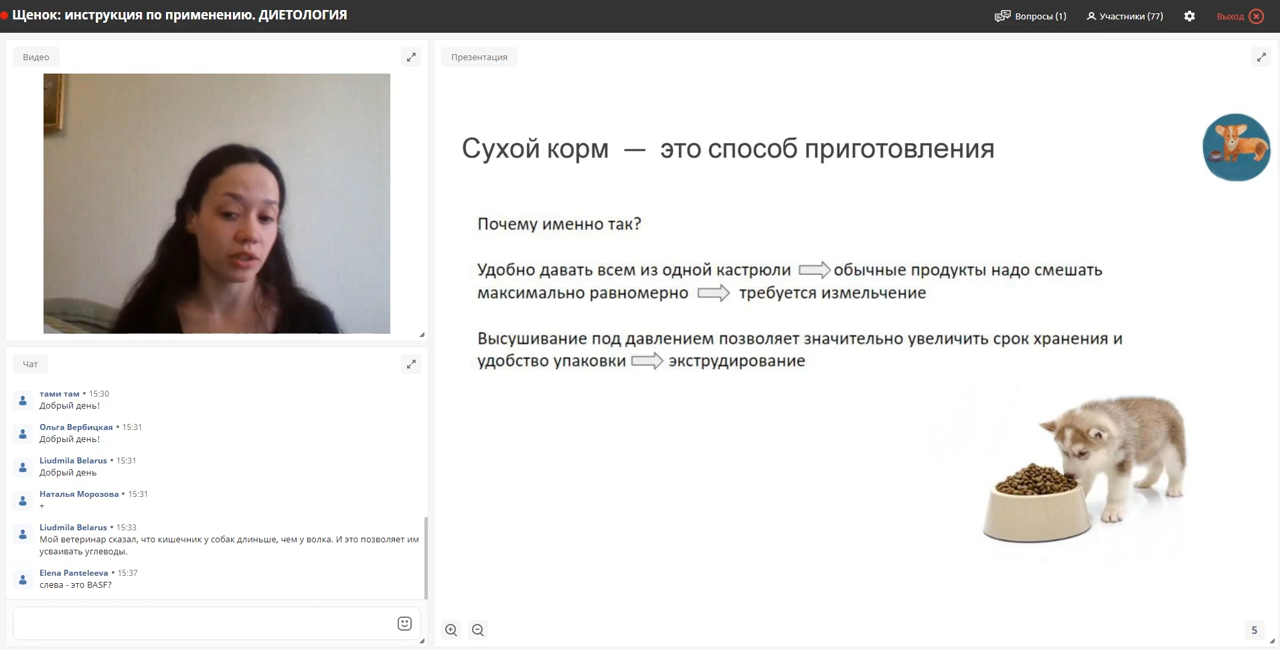 Щенок: инструкция по применению. ДИЕТОЛОГИЯ
Вопросы (1)
Участники (77)
Выход
Видео
Презентация
Сухой корм — это способ приготовления
Почему именно так?
Удобно давать всем из одной кастрюли обычные продукты надо смешать
максимально равномерно требуется измельчение
Высушивание под давлением позволяет значительно увеличить срок хранения и
удобство упаковки экструдирование
5
Чат
тами там • 15:30
Добрый день!
Ольга Вербицкая • 15:31
Добрый день!
Liudmila Belarus • 15:31
Добрый день
Наталья Морозова • 15:31
+
Liudmila Belarus • 15:33
Мой ветеринар сказал, что кишечник у собак длиньше, чем у волка. И это позволяет им
усваивать углеводы.
Elena Panteleeva • 15:37
слева - это BASF?